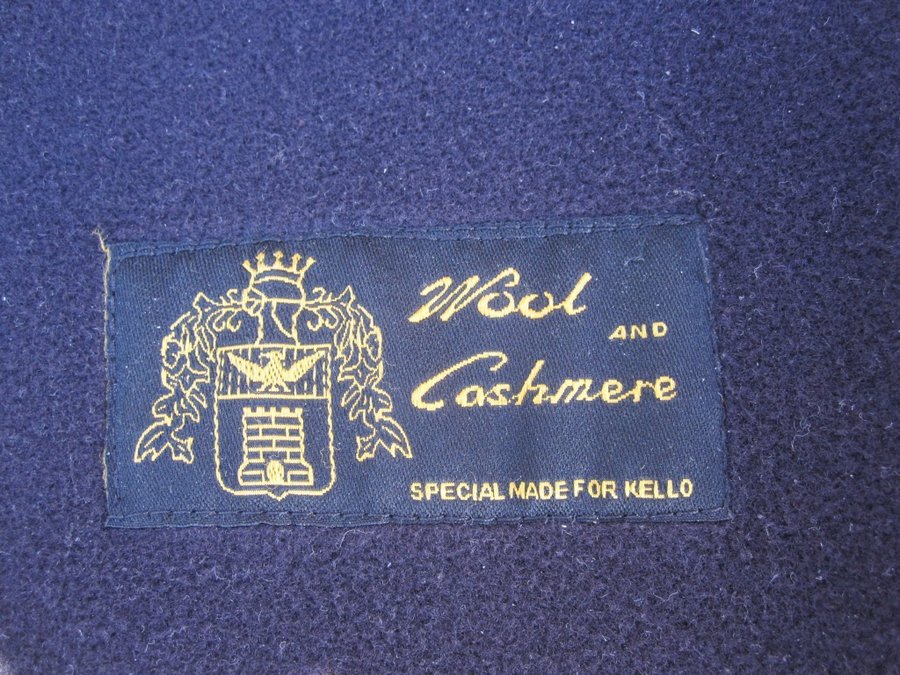 Wool
AND
Cashmere
SPECIAL MADE FOR KELLO